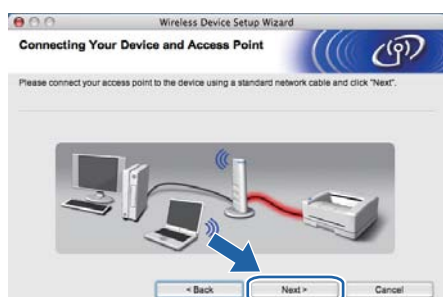 Wireless Device Setup Wizard
Connecting Your Device and Access Point
Please connect your access point to the device using a standard network cable and click "Next".
< Back Next > Cancel